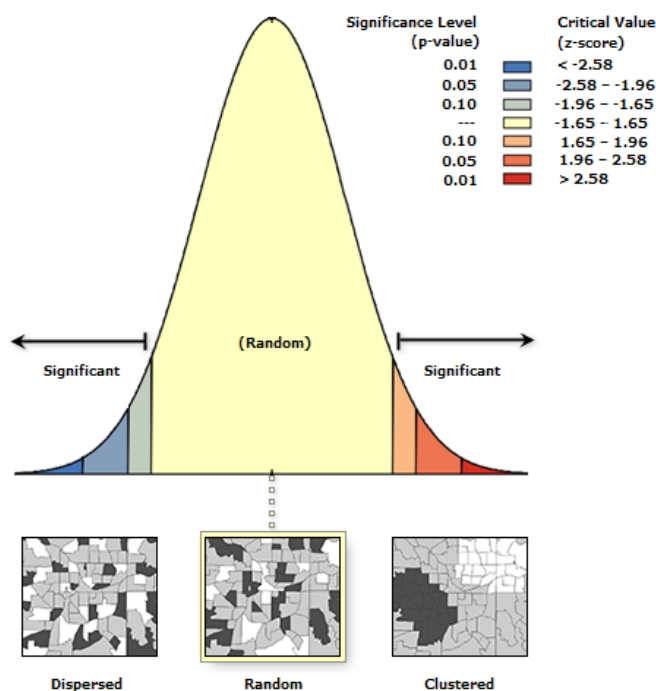 Significance Level Critical Value
(p-value) (z-score)
0.01 < -2.58
0.05 -2.58 – -1.96
0.10 -1.96 – -1.65
--- -1.65 – 1.65
0.10 1.65 – 1.96
0.05 1.96 – 2.58
0.01 > 2.58
(Random)
Significant Significant
Dispersed Random Clustered